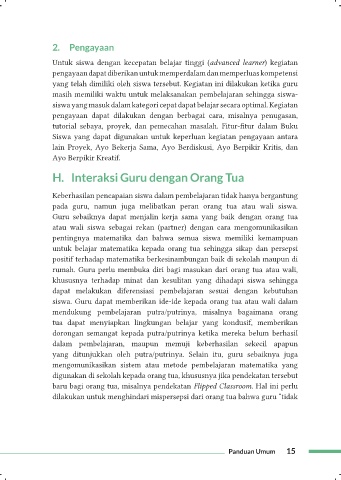 2. Pengayaan
Untuk siswa dengan kecepatan belajar tinggi (advanced learner) kegiatan
pengayaan dapat diberikan untuk memperdalam dan memperluas kompetensi
yang telah dimiliki oleh siswa tersebut. Kegiatan ini dilakukan ketika guru
masih memiliki waktu untuk melaksanakan pembelajaran sehingga siswa-
siswa yang masuk dalam kategori cepat dapat belajar secara optimal. Kegiatan
pengayaan dapat dilakukan dengan berbagai cara, misalnya penugasan,
tutorial sebaya, proyek, dan pemecahan masalah. Fitur-fitur dalam Buku
Siswa yang dapat digunakan untuk keperluan kegiatan pengayaan antara
lain Proyek, Ayo Bekerja Sama, Ayo Berdiskusi, Ayo Berpikir Kritis, dan
Ayo Berpikir Kreatif.
H. Interaksi Guru dengan Orang Tua
Keberhasilan pencapaian siswa dalam pembelajaran tidak hanya bergantung
pada guru, namun juga melibatkan peran orang tua atau wali siswa.
Guru sebaiknya dapat menjalin kerja sama yang baik dengan orang tua
atau wali siswa sebagai rekan (partner) dengan cara mengomunikasikan
pentingnya matematika dan bahwa semua siswa memiliki kemampuan
untuk belajar matematika kepada orang tua sehingga sikap dan persepsi
positif terhadap matematika berkesinambungan baik di sekolah maupun di
rumah. Guru perlu membuka diri bagi masukan dari orang tua atau wali,
khususnya terhadap minat dan kesulitan yang dihadapi siswa sehingga
dapat melakukan diferensiasi pembelajaran sesuai dengan kebutuhan
siswa. Guru dapat memberikan ide-ide kepada orang tua atau wali dalam
mendukung pembelajaran putra/putrinya, misalnya bagaimana orang
tua dapat menyiapkan lingkungan belajar yang kondusif, memberikan
dorongan semangat kepada putra/putrinya ketika mereka belum berhasil
dalam pembelajaran, maupun memuji keberhasilan sekecil apapun
yang ditunjukkan oleh putra/putrinya. Selain itu, guru sebaiknya juga
mengomunikasikan sistem atau metode pembelajaran matematika yang
digunakan di sekolah kepada orang tua, khususnya jika pendekatan tersebut
baru bagi orang tua, misalnya pendekatan Flipped Classroom. Hal ini perlu
dilakukan untuk menghindari mispersepsi dari orang tua bahwa guru "tidak
Panduan Umum 15